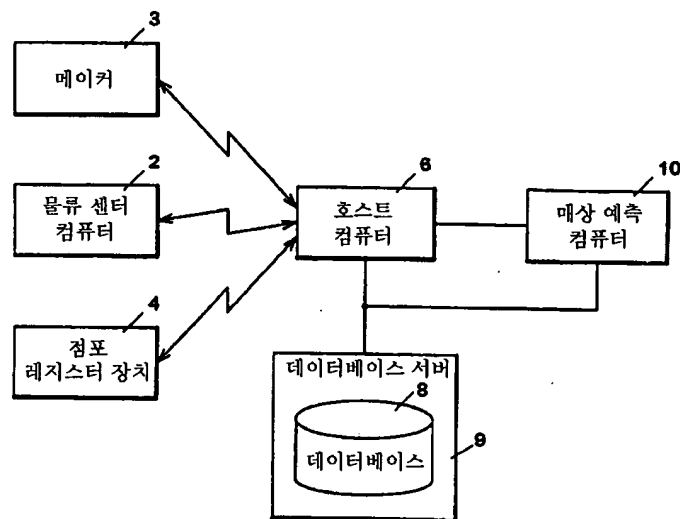 3
메이커
2
물류 센터
컴퓨터
4
점포
레지스터 장치
6
호스트
컴퓨터
10
매상 예측
컴퓨터
데이터베이스 서버
8
데이터베이스
9